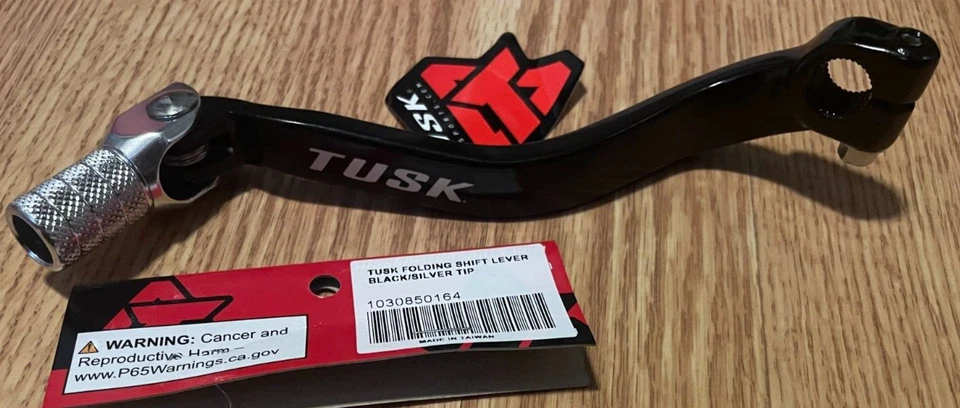 TUSK
TUSK
TUSK FOLDING SHIFT LEVER
BLACK/SILVER TIP
1030850164
MADE IN TAIWAN
WARNING: Cancer and
Reproductive Harm –
www.P65Warnings.ca.gov